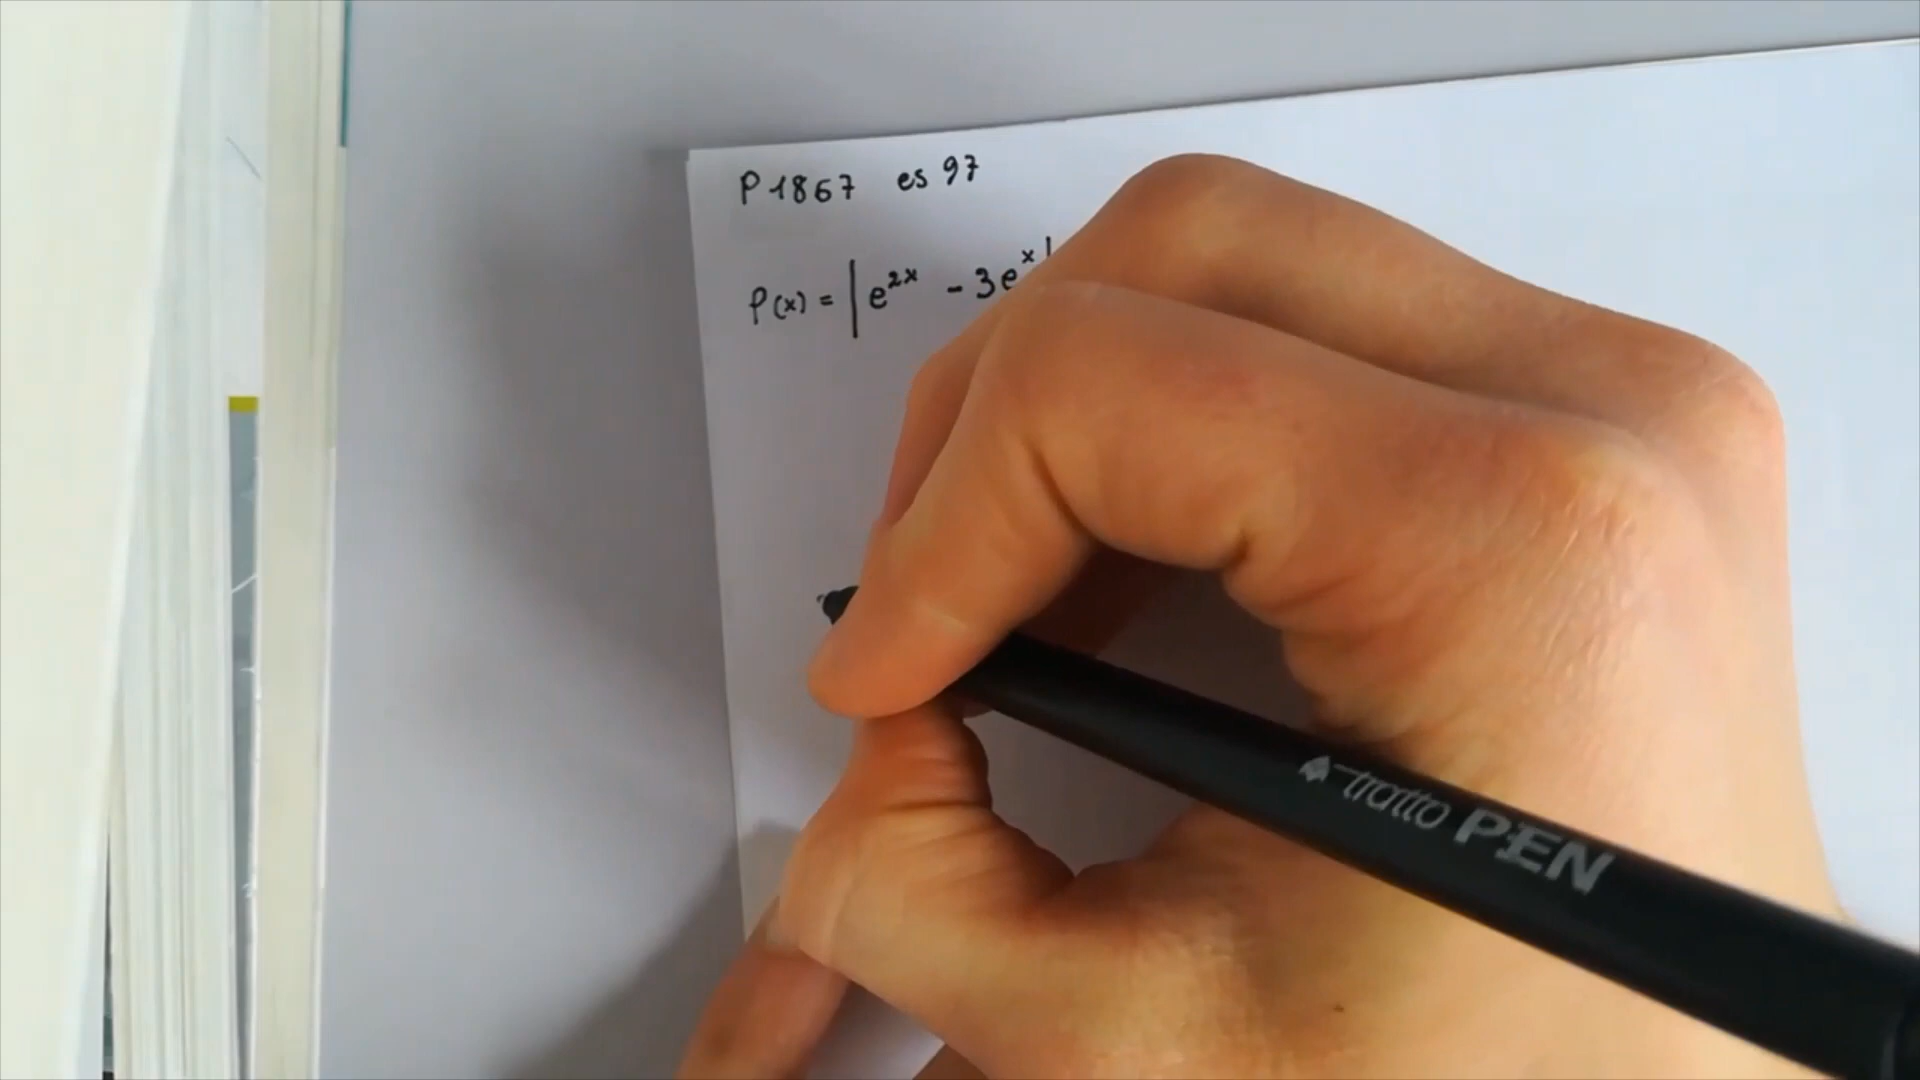 P 1867 es 97
f(x) = |e^2x - 3e^x|
tratto PEN